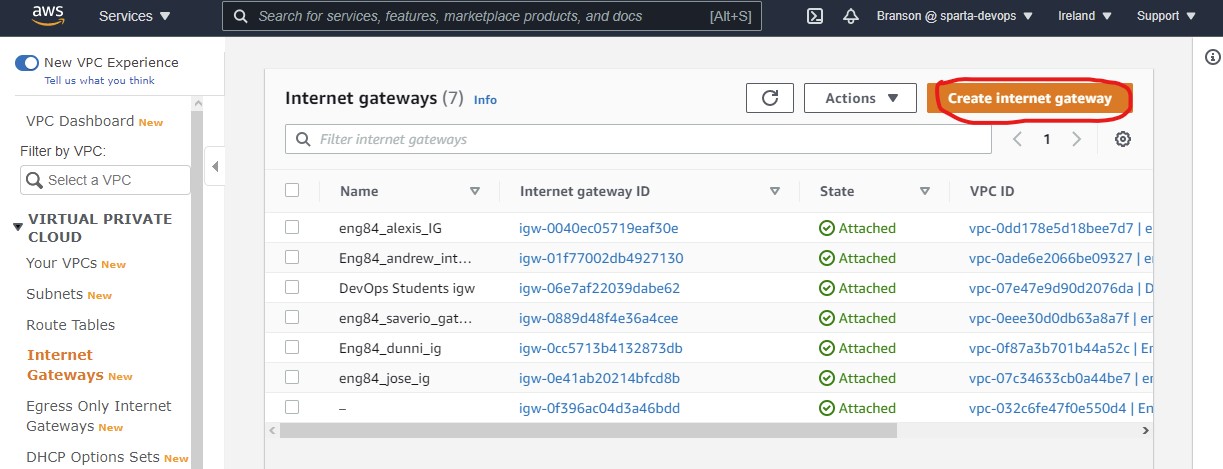 aws Services Search for services, features, marketplace products, and docs [Alt+S] Branson @ sparta-devops Ireland Support
New VPC Experience
Tell us what you think
VPC Dashboard New
Filter by VPC:
Select a VPC
VIRTUAL PRIVATE
CLOUD
Your VPCs New
Subnets New
Route Tables
Internet
Gateways New
Egress Only Internet
Gateways New
DHCP Options Sets New
Internet gateways (7) Info Actions Create internet gateway
Filter internet gateways 1
Name Internet gateway ID State VPC ID
eng84_alexis_IG igw-0040ec05719eaf30e Attached vpc-0dd178e5d18bee7d7 | e
Eng84_andrew_int... igw-01f77002db4927130 Attached vpc-0ade6e2066be09327 | en
DevOps Students igw igw-06e7af22039dabe62 Attached vpc-07e47e9d90d2076da | D
eng84_saverio_gat... igw-0889d48f4e36a4cee Attached vpc-0eee30d0db63a8a7f | en
Eng84_dunni_ig igw-0cc5713b4132873db Attached vpc-0f87a3b701b44a52c | En
eng84_jose_ig igw-0e41ab20214bfcd8b Attached vpc-07c34633cb0a44be7 | en
– igw-0f396ac04d3a46bdd Attached vpc-032c6fe47f0e550d4 | En